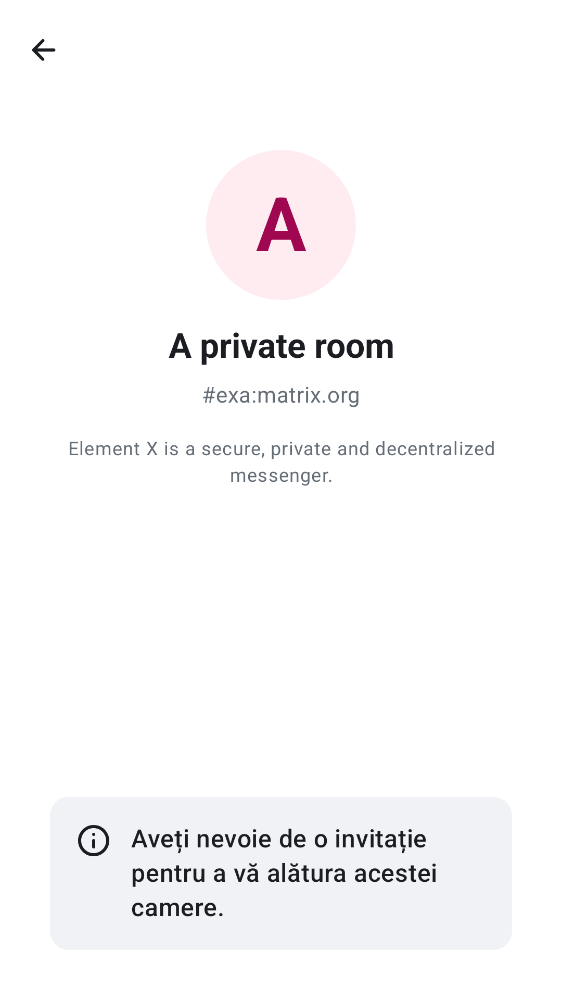 A
A private room
#exa:matrix.org
Element X is a secure, private and decentralized
messenger.
Aveți nevoie de o invitație
pentru a vă alătura acestei
camere.